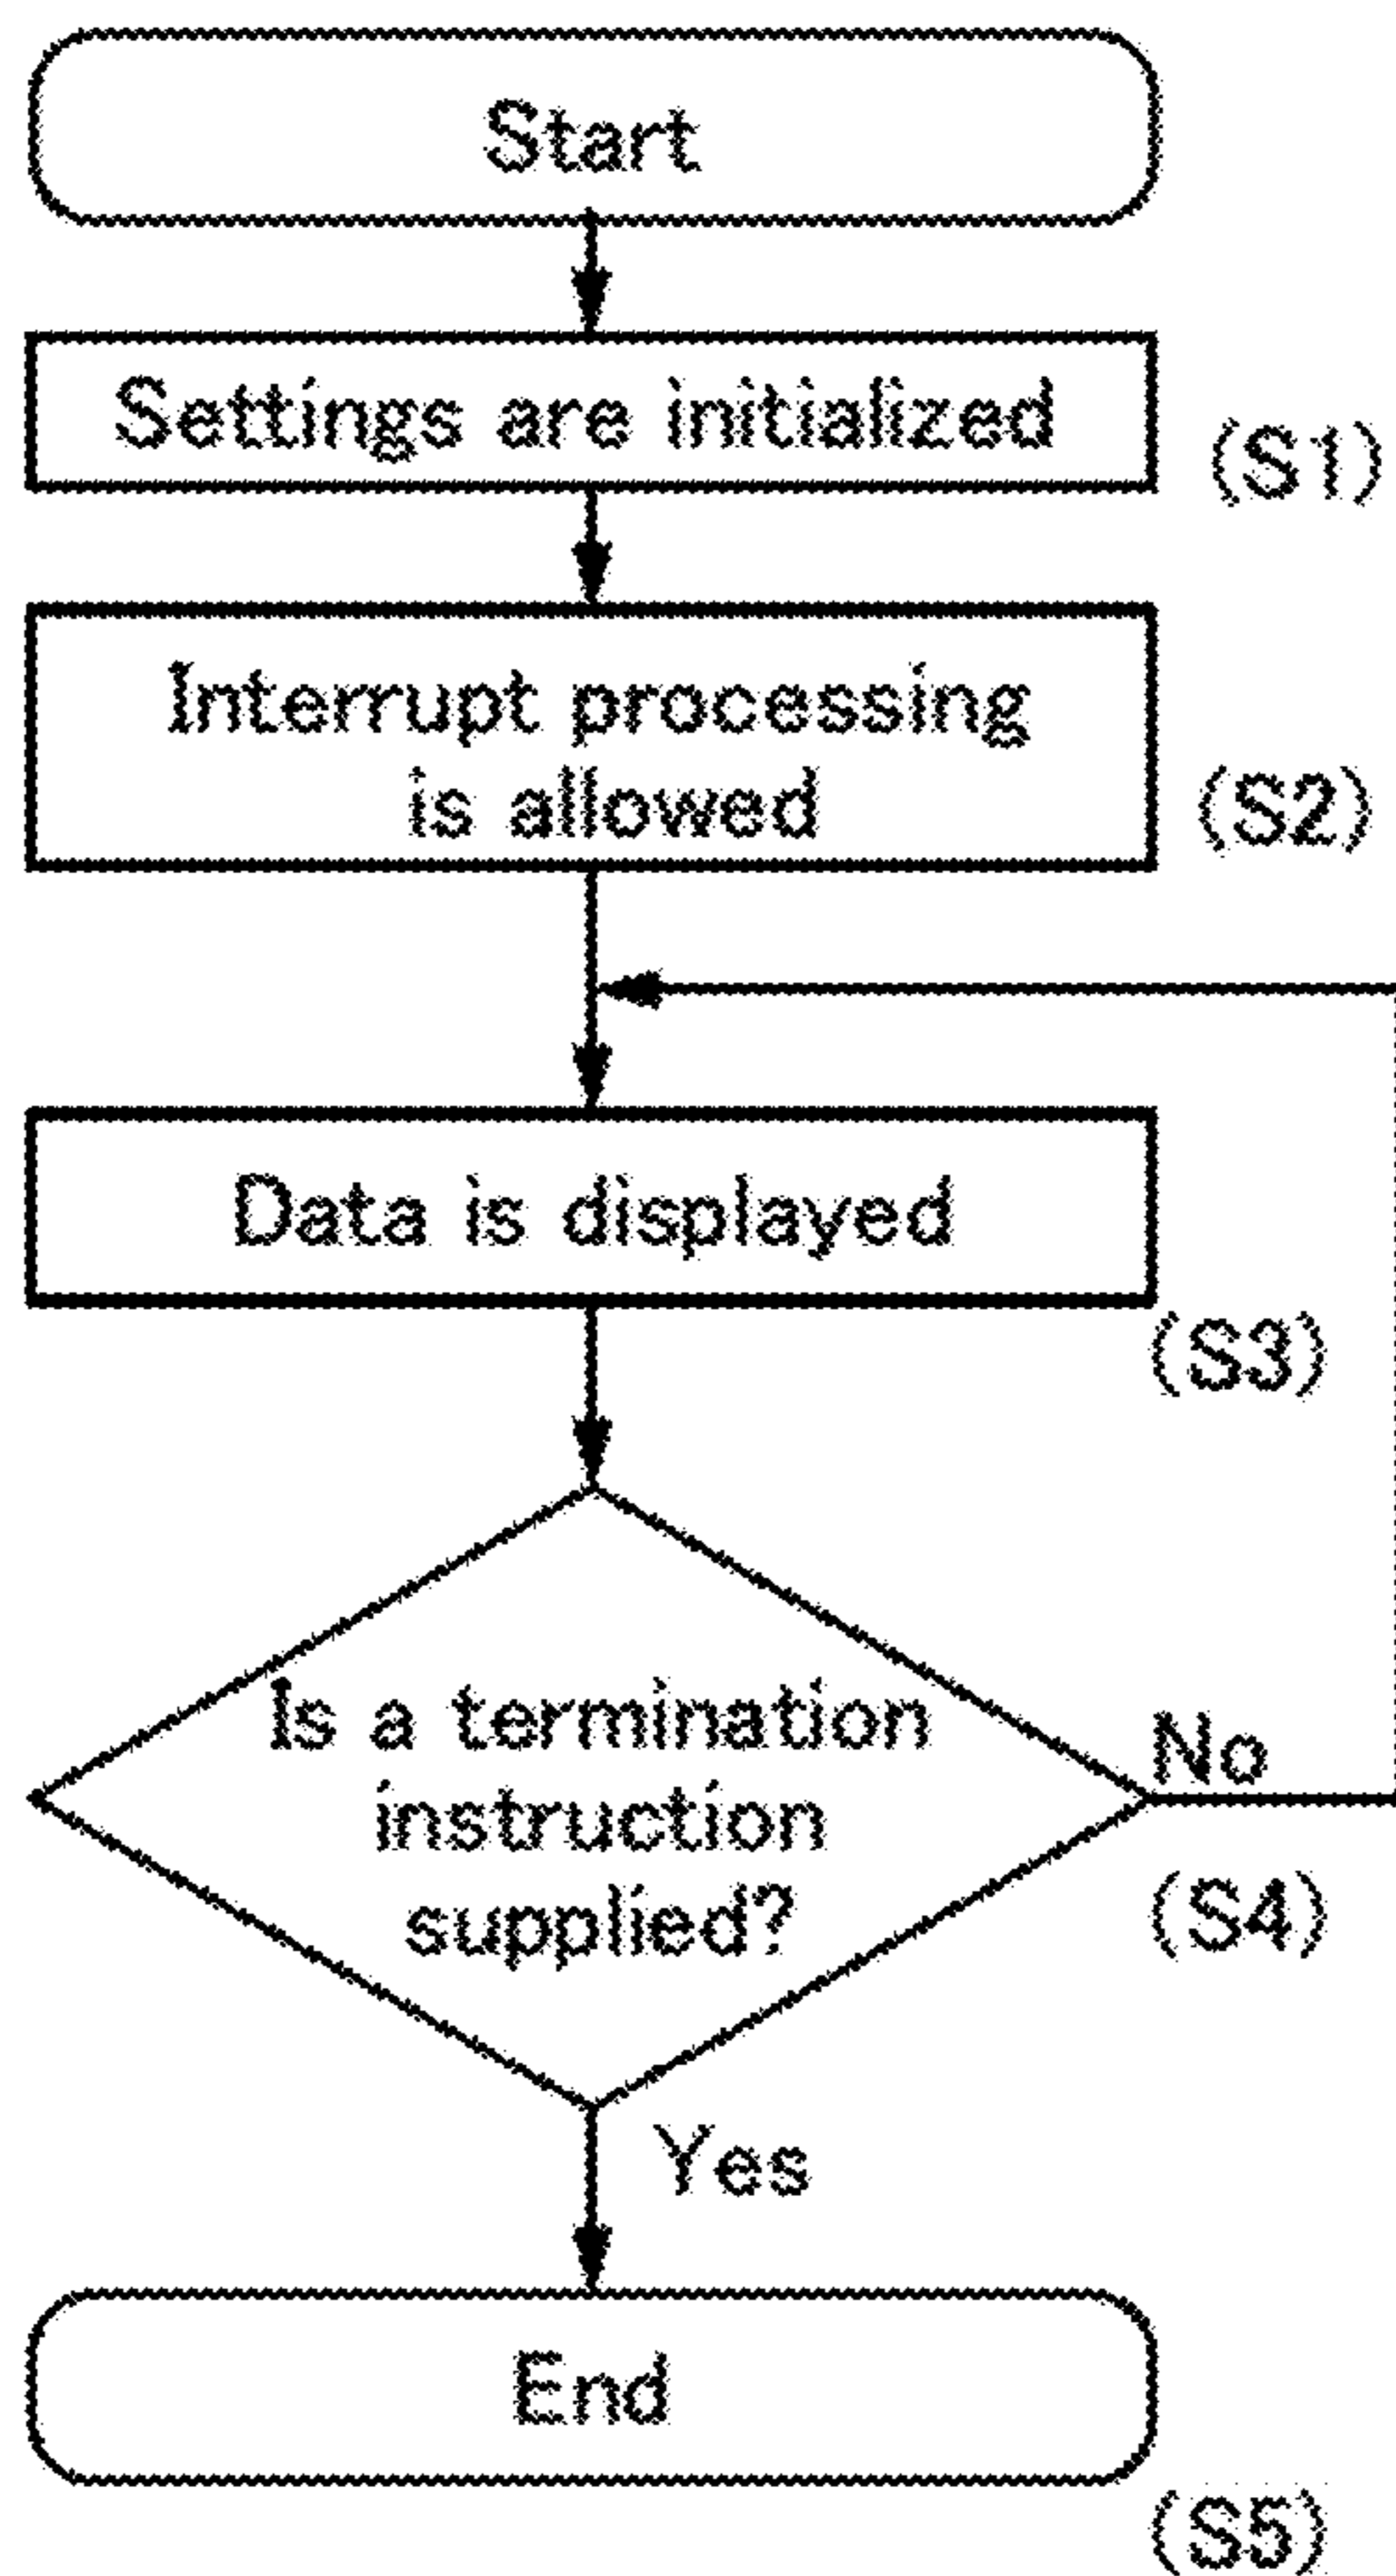 Start
Settings are initialized
(S1)
Interrupt processing
is allowed
(S2)
Data is displayed
(S3)
Is a termination
instruction
supplied?
No
(S4)
Yes
End
(S5)